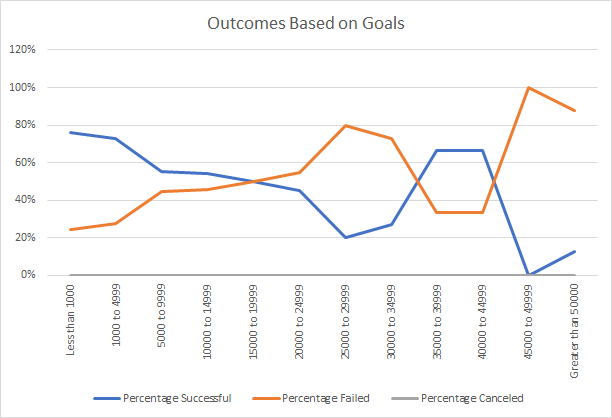 Outcomes Based on Goals
120%
100%
80%
60%
40%
20%
0%
Less than 1000
1000 to 4999
5000 to 9999
10000 to 14999
15000 to 19999
20000 to 24999
25000 to 29999
30000 to 34999
35000 to 39999
40000 to 44999
45000 to 49999
Greater than 50000
Percentage Successful
Percentage Failed
Percentage Canceled